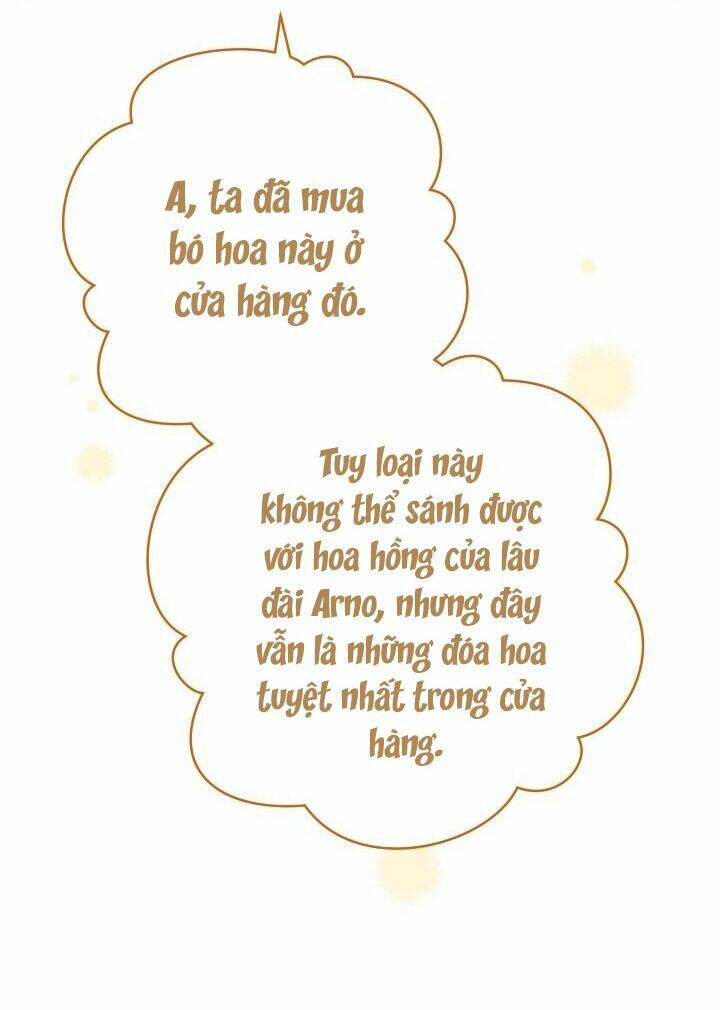 A, ta đã mua
bó hoa này ở
cửa hàng đó.
Tuy loại này
không thể sánh được
với hoa hồng của lâu
đài Arno, nhưng đây
vẫn là những đóa hoa
tuyệt nhất trong cửa
hàng.